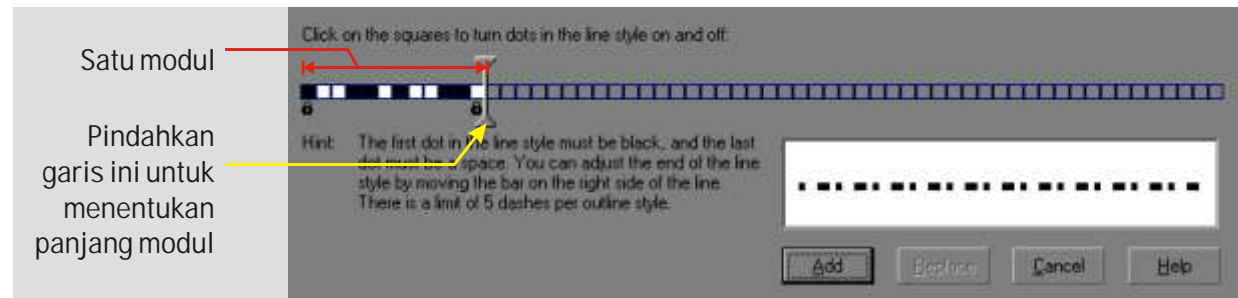 Satu modul
Pindahkan
garis ini untuk
menentukan
panjang modul
Click on the squares to turn dots in the line style on and off:
Hint: The first dot in the line style must be black, and the last
dot must be a space. You can adjust the end of the line
style by moving the bar on the right side of the line.
There is a limit of 5 dashes per outline style.
Add Replace Cancel Help